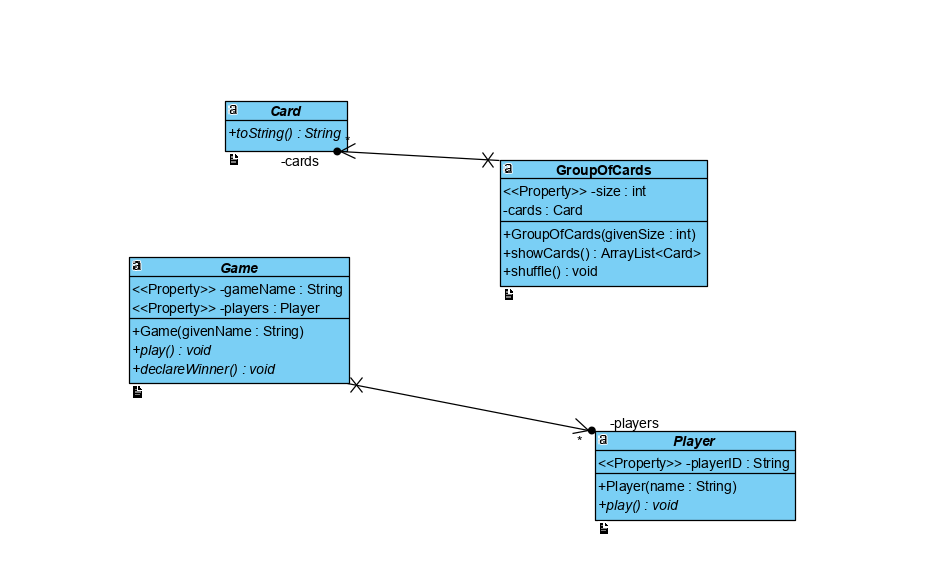 a
Card
+toString() : String
*
-cards
a
GroupOfCards
<<Property>> -size : int
-cards : Card
+GroupOfCards(givenSize : int)
+showCards() : ArrayList<Card>
+shuffle() : void
a
Game
<<Property>> -gameName : String
<<Property>> -players : Player
+Game(givenName : String)
+play() : void
+declareWinner() : void
-players
*
a
Player
<<Property>> -playerID : String
+Player(name : String)
+play() : void